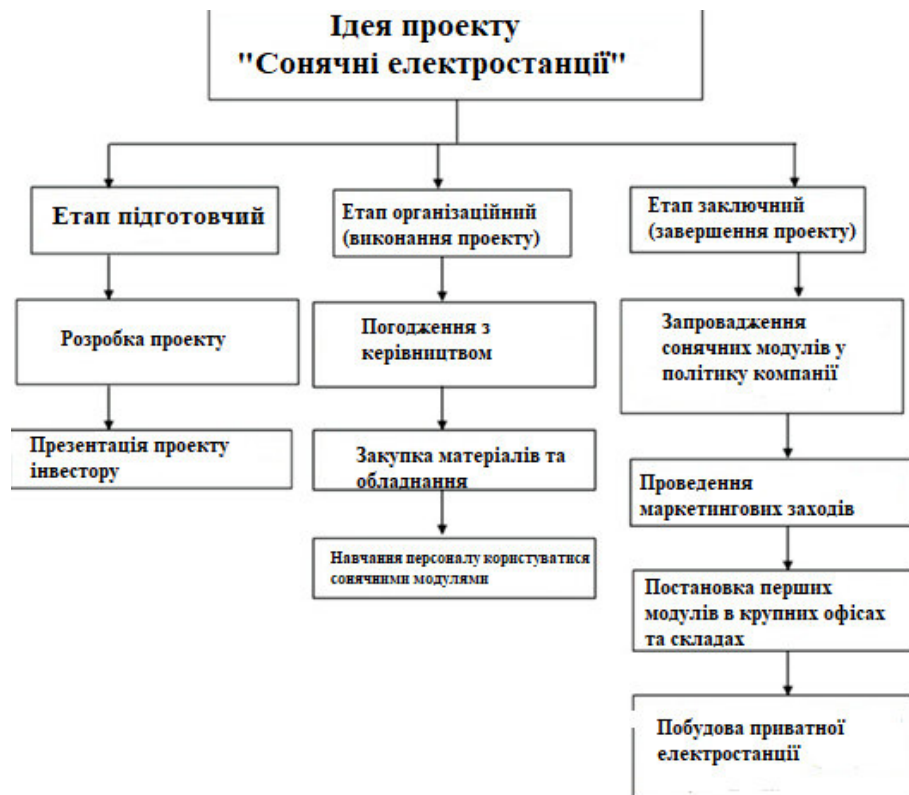 Ідея проекту
"Сонячні електростанції"
Етап підготовчий
Розробка проекту
Презентація проекту
інвестору
Етап організаційний
(виконання проекту)
Погодження з
керівництвом
Закупка матеріалів та
обладнання
Навчання персоналу користуватися
сонячними модулями
Етап заключний
(завершення проекту)
Запровадження
сонячних модулів у
політику компанії
Проведення
маркетингових заходів
Постановка перших
модулів в крупних офісах
та складах
Побудова приватної
електростанції